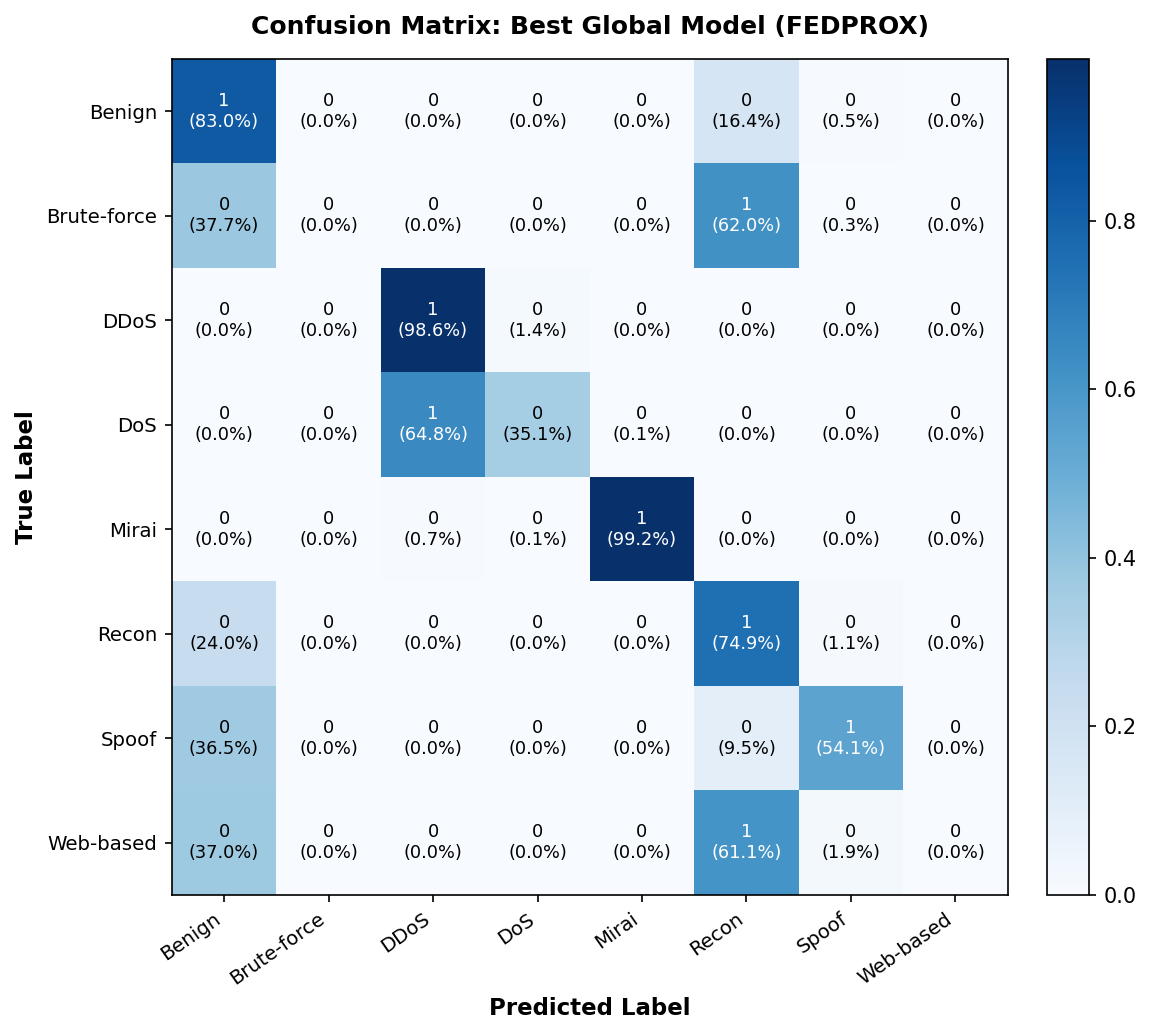 Confusion Matrix: Best Global Model (FEDPROX)
Benign 1 0 0 0 0 0 0 0
(83.0%) (0.0%) (0.0%) (0.0%) (0.0%) (16.4%) (0.5%) (0.0%)
Brute-force 0 0 0 0 0 1 0 0
(37.7%) (0.0%) (0.0%) (0.0%) (0.0%) (62.0%) (0.3%) (0.0%)
DDoS 0 0 1 0 0 0 0 0
(0.0%) (0.0%) (98.6%) (1.4%) (0.0%) (0.0%) (0.0%) (0.0%)
DoS 0 0 1 0 0 0 0 0
(0.0%) (0.0%) (64.8%) (35.1%) (0.1%) (0.0%) (0.0%) (0.0%)
Mirai 0 0 0 0 1 0 0 0
(0.0%) (0.0%) (0.7%) (0.1%) (99.2%) (0.0%) (0.0%) (0.0%)
Recon 0 0 0 0 0 1 0 0
(24.0%) (0.0%) (0.0%) (0.0%) (0.0%) (74.9%) (1.1%) (0.0%)
Spoof 0 0 0 0 0 0 1 0
(36.5%) (0.0%) (0.0%) (0.0%) (0.0%) (9.5%) (54.1%) (0.0%)
Web-based 0 0 0 0 0 1 0 0
(37.0%) (0.0%) (0.0%) (0.0%) (0.0%) (61.1%) (1.9%) (0.0%)
Benign Brute-force DDoS DoS Mirai Recon Spoof Web-based
Predicted Label
True Label
0.8
0.6
0.4
0.2
0.0